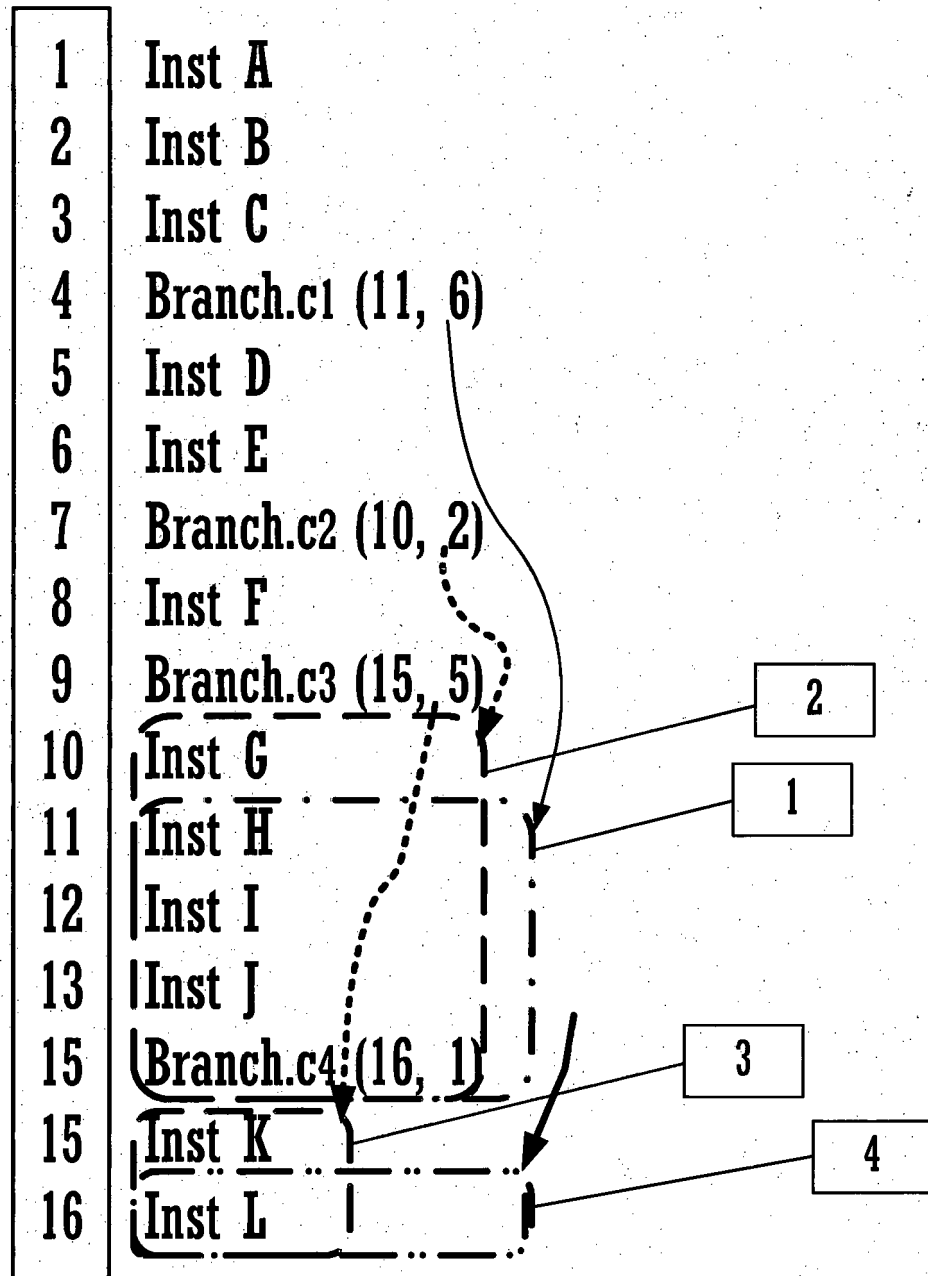 1 Inst A
2 Inst B
3 Inst C
4 Branch.c1 (11, 6)
5 Inst D
6 Inst E
7 Branch.c2 (10, 2)
8 Inst F
9 Branch.c3 (15, 5)
2
10 Inst G
1
11 Inst H
12 Inst I
13 Inst J
15 Branch.c4 (16, 1)
3
15 Inst K
4
16 Inst L